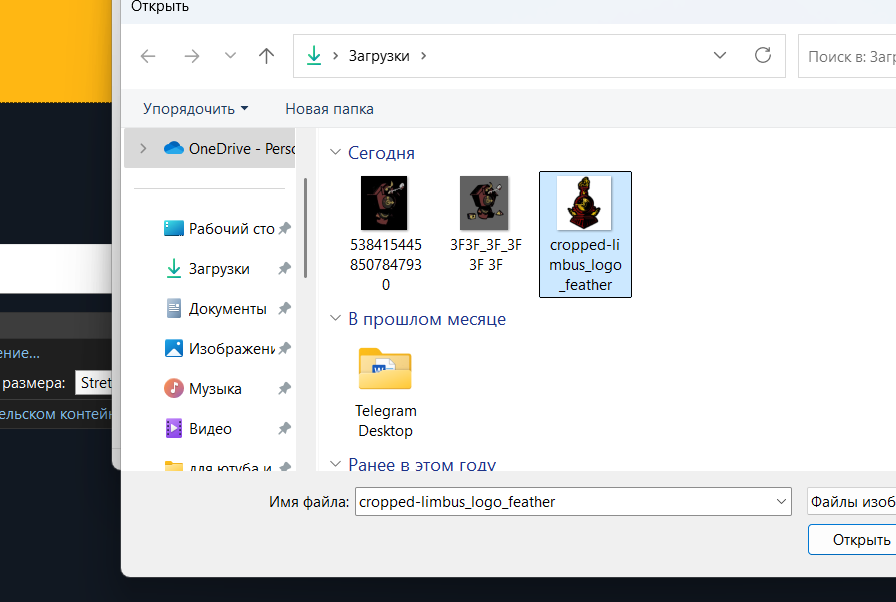 Открыть
Загрузки
Поиск в: Заг
Упорядочить
Новая папка
OneDrive - Perso
Сегодня
538415445
850784793
0
3F3F_3F_3F
3F 3F
cropped-li
mbus_logo
_feather
Рабочий сто
Загрузки
Документы
Изображени
Музыка
Видео
для ютуба и
В прошлом месяце
Telegram
Desktop
Ранее в этом году
ение...
размера:
Stret
ельском контейн
Имя файла:
cropped-limbus_logo_feather
Файлы изоб
Открыть